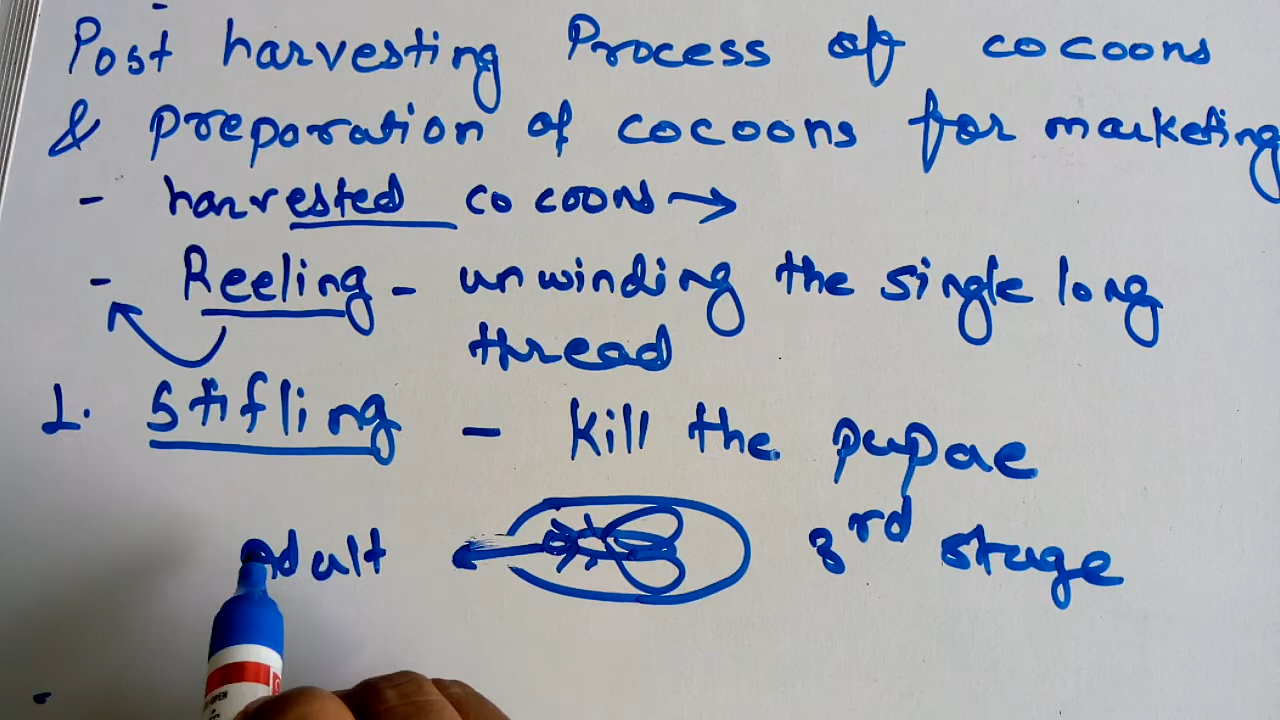 Post harvesting Process of cocoons
& preparation of cocoons for marketing
- harvested cocoons →
- Reeling - unwinding the single long
thread
1. Stifling - Kill the pupae
adult 3rd stage